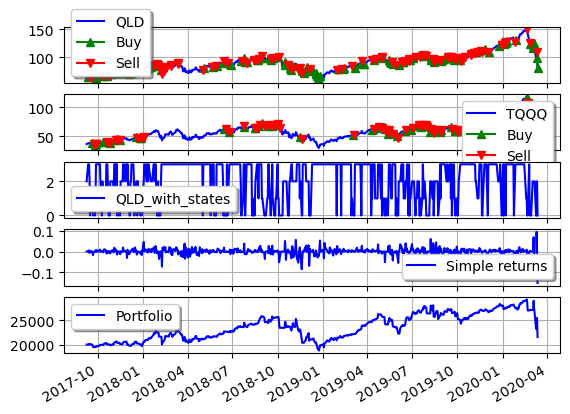 150
100
QLD
Buy
Sell
100
50
TQQQ
Buy
Sell
2
0
QLD_with_states
0.1
0.0
−0.1
Simple returns
25000
20000
Portfolio
2017-10
2018-01
2018-04
2018-07
2018-10
2019-01
2019-04
2019-07
2019-10
2020-01
2020-04